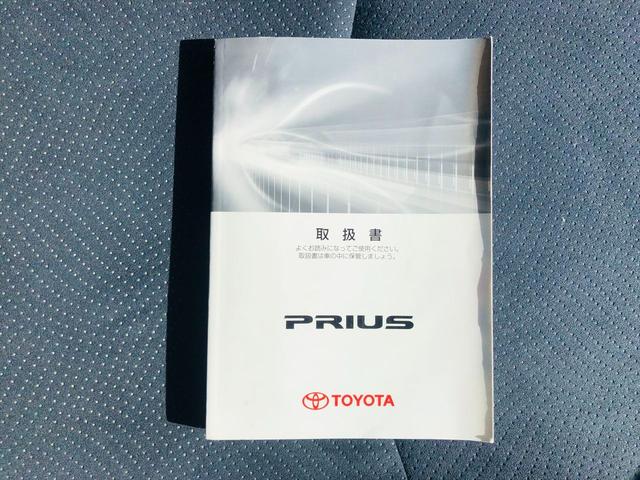 取扱書
よくお読みになってご使用ください。
取扱書は車の中に保管しましょう。
PRIUS
TOYOTA